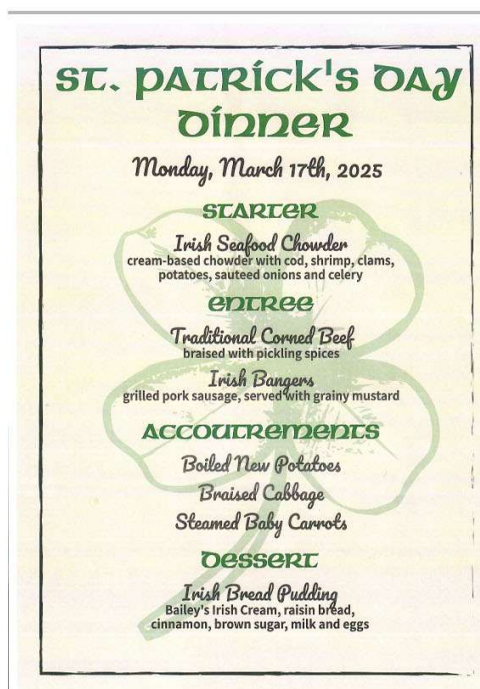 St. Patrick's Day
Dinner
Monday, March 17th, 2025
Starter
Irish Seafood Chowder
cream-based chowder with cod, shrimp, clams,
potatoes, sauteed onions and celery
Entree
Traditional Corned Beef
braised with pickling spices
Irish Bangers
grilled pork sausage, served with grainy mustard
Accoutrements
Boiled New Potatoes
Braised Cabbage
Steamed Baby Carrots
Dessert
Irish Bread Pudding
Bailey's Irish Cream, raisin bread,
cinnamon, brown sugar, milk and eggs